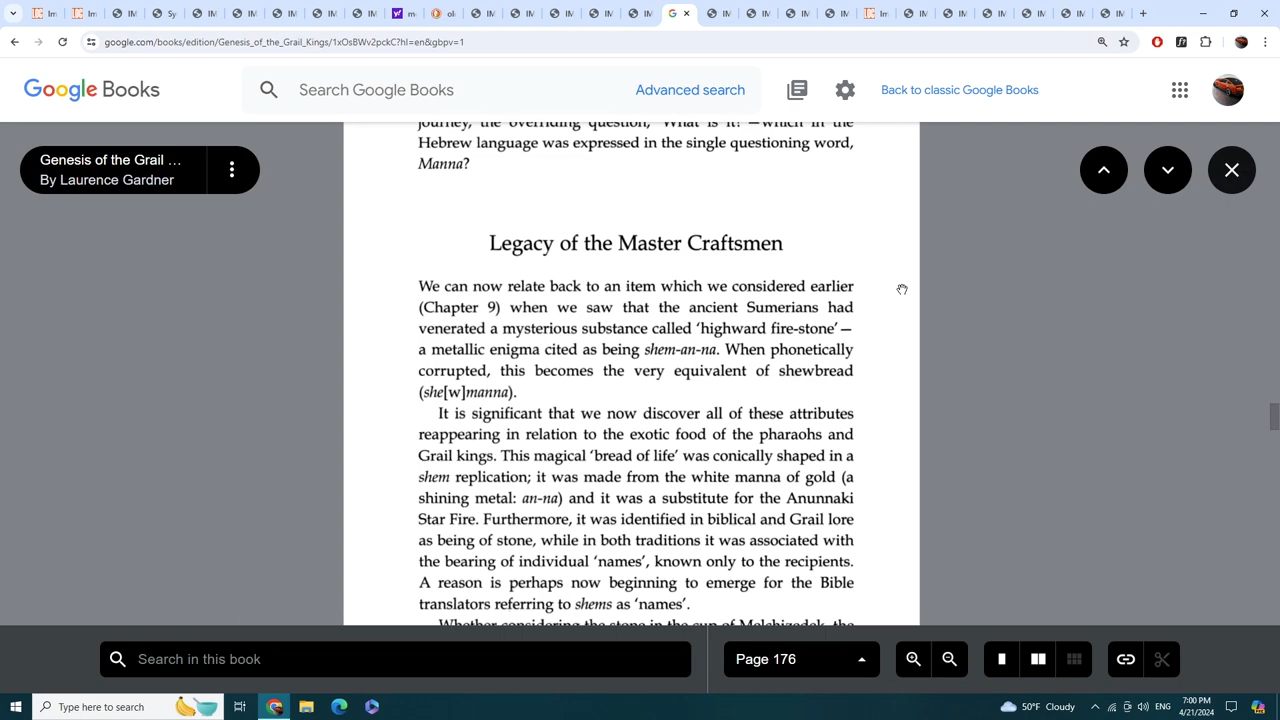 google.com/books/edition/Genesis_of_the_Grail_Kings/1xOsBWv2pckC?hl=en&gbpv=1
Google Books
Search Google Books
Advanced search
Back to classic Google Books
Genesis of the Grail ...
By Laurence Gardner
journey, the overriding question, 'What is it?'—which in the
Hebrew language was expressed in the single questioning word,
Manna?
Legacy of the Master Craftsmen
We can now relate back to an item which we considered earlier
(Chapter 9) when we saw that the ancient Sumerians had
venerated a mysterious substance called 'highward fire-stone'—
a metallic enigma cited as being shem-an-na. When phonetically
corrupted, this becomes the very equivalent of shewbread
(she[w]manna).
It is significant that we now discover all of these attributes
reappearing in relation to the exotic food of the pharaohs and
Grail kings. This magical 'bread of life' was conically shaped in a
shem replication; it was made from the white manna of gold (a
shining metal: an-na) and it was a substitute for the Anunnaki
Star Fire. Furthermore, it was identified in biblical and Grail lore
as being of stone, while in both traditions it was associated with
the bearing of individual 'names', known only to the recipients.
A reason is perhaps now beginning to emerge for the Bible
translators referring to shems as 'names'.
Whether considering the stone in the cup of Melchizedek, the
Search in this book
Page 176
Type here to search
50°F Cloudy
ENG
7:00 PM
4/21/2024